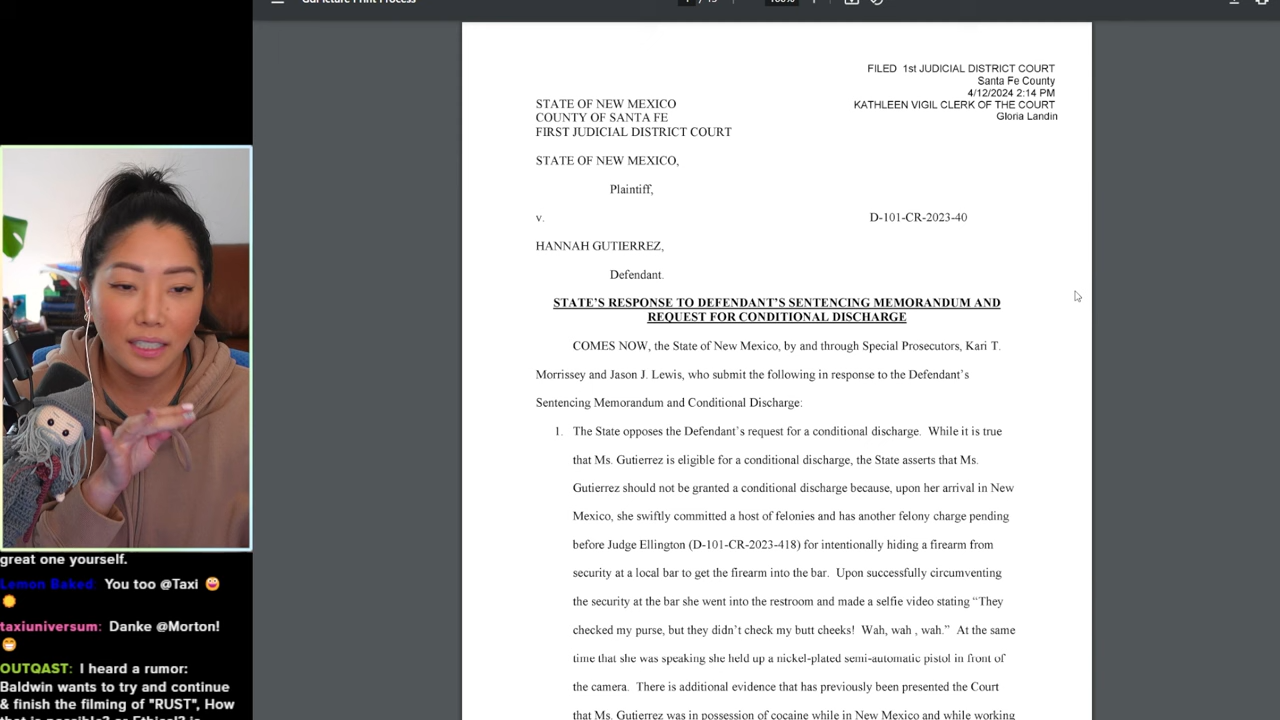 GuPicture Print Process
FILED 1st JUDICIAL DISTRICT COURT
Santa Fe County
4/12/2024 2:14 PM
KATHLEEN VIGIL CLERK OF THE COURT
Gloria Landin
STATE OF NEW MEXICO
COUNTY OF SANTA FE
FIRST JUDICIAL DISTRICT COURT
STATE OF NEW MEXICO,
Plaintiff,
v.
D-101-CR-2023-40
HANNAH GUTIERREZ,
Defendant.
STATE'S RESPONSE TO DEFENDANT'S SENTENCING MEMORANDUM AND
REQUEST FOR CONDITIONAL DISCHARGE
COMES NOW, the State of New Mexico, by and through Special Prosecutors, Kari T.
Morrissey and Jason J. Lewis, who submit the following in response to the Defendant's
Sentencing Memorandum and Conditional Discharge:
1. The State opposes the Defendant's request for a conditional discharge. While it is true
that Ms. Gutierrez is eligible for a conditional discharge, the State asserts that Ms.
Gutierrez should not be granted a conditional discharge because, upon her arrival in New
Mexico, she swiftly committed a host of felonies and has another felony charge pending
before Judge Ellington (D-101-CR-2023-418) for intentionally hiding a firearm from
security at a local bar to get the firearm into the bar. Upon successfully circumventing
the security at the bar she went into the restroom and made a selfie video stating "They
checked my purse, but they didn't check my butt cheeks! Wah, wah , wah." At the same
time that she was speaking she held up a nickel-plated semi-automatic pistol in front of
the camera. There is additional evidence that has previously been presented the Court
that Ms. Gutierrez was in possession of cocaine while in New Mexico and while working
great one yourself.
Lemon Baked: You too @Taxi 😀
🌞
taxiuniversum: Danke @Morton!
😁
OUTQAST: I heard a rumor:
Baldwin wants to try and continue
& finish the filming of "RUST", How
that is possible? or Ethical? is